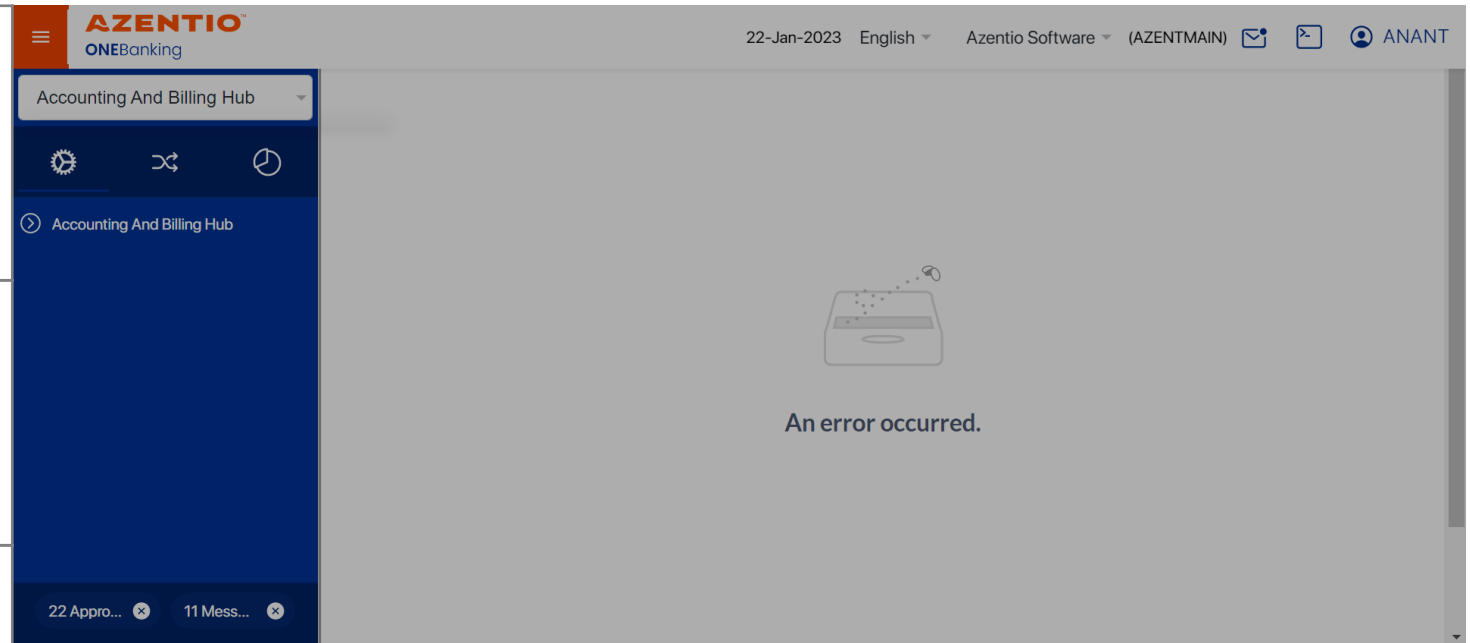 AZENTIO™
ONEBanking
22-Jan-2023 English Azentio Software (AZENTMAIN) ANANT
Accounting And Billing Hub
Accounting And Billing Hub
An error occurred.
22 Appro... 11 Mess...